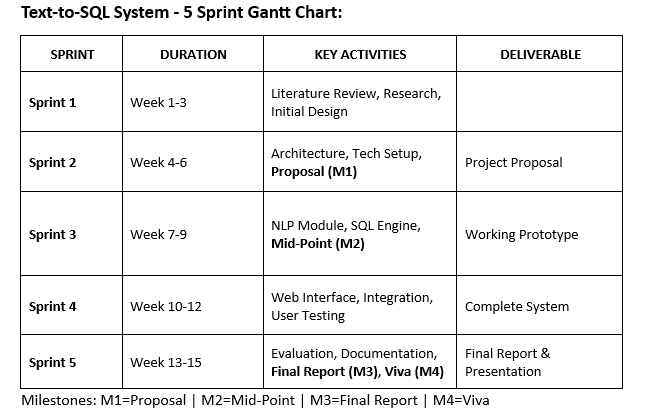 Text-to-SQL System - 5 Sprint Gantt Chart:
SPRINT DURATION KEY ACTIVITIES DELIVERABLE
Sprint 1 Week 1-3 Literature Review, Research,
Initial Design
Sprint 2 Week 4-6 Architecture, Tech Setup,
Proposal (M1) Project Proposal
Sprint 3 Week 7-9 NLP Module, SQL Engine,
Mid-Point (M2) Working Prototype
Sprint 4 Week 10-12 Web Interface, Integration,
User Testing Complete System
Sprint 5 Week 13-15 Evaluation, Documentation,
Final Report (M3), Viva (M4) Final Report &
Presentation
Milestones: M1=Proposal | M2=Mid-Point | M3=Final Report | M4=Viva